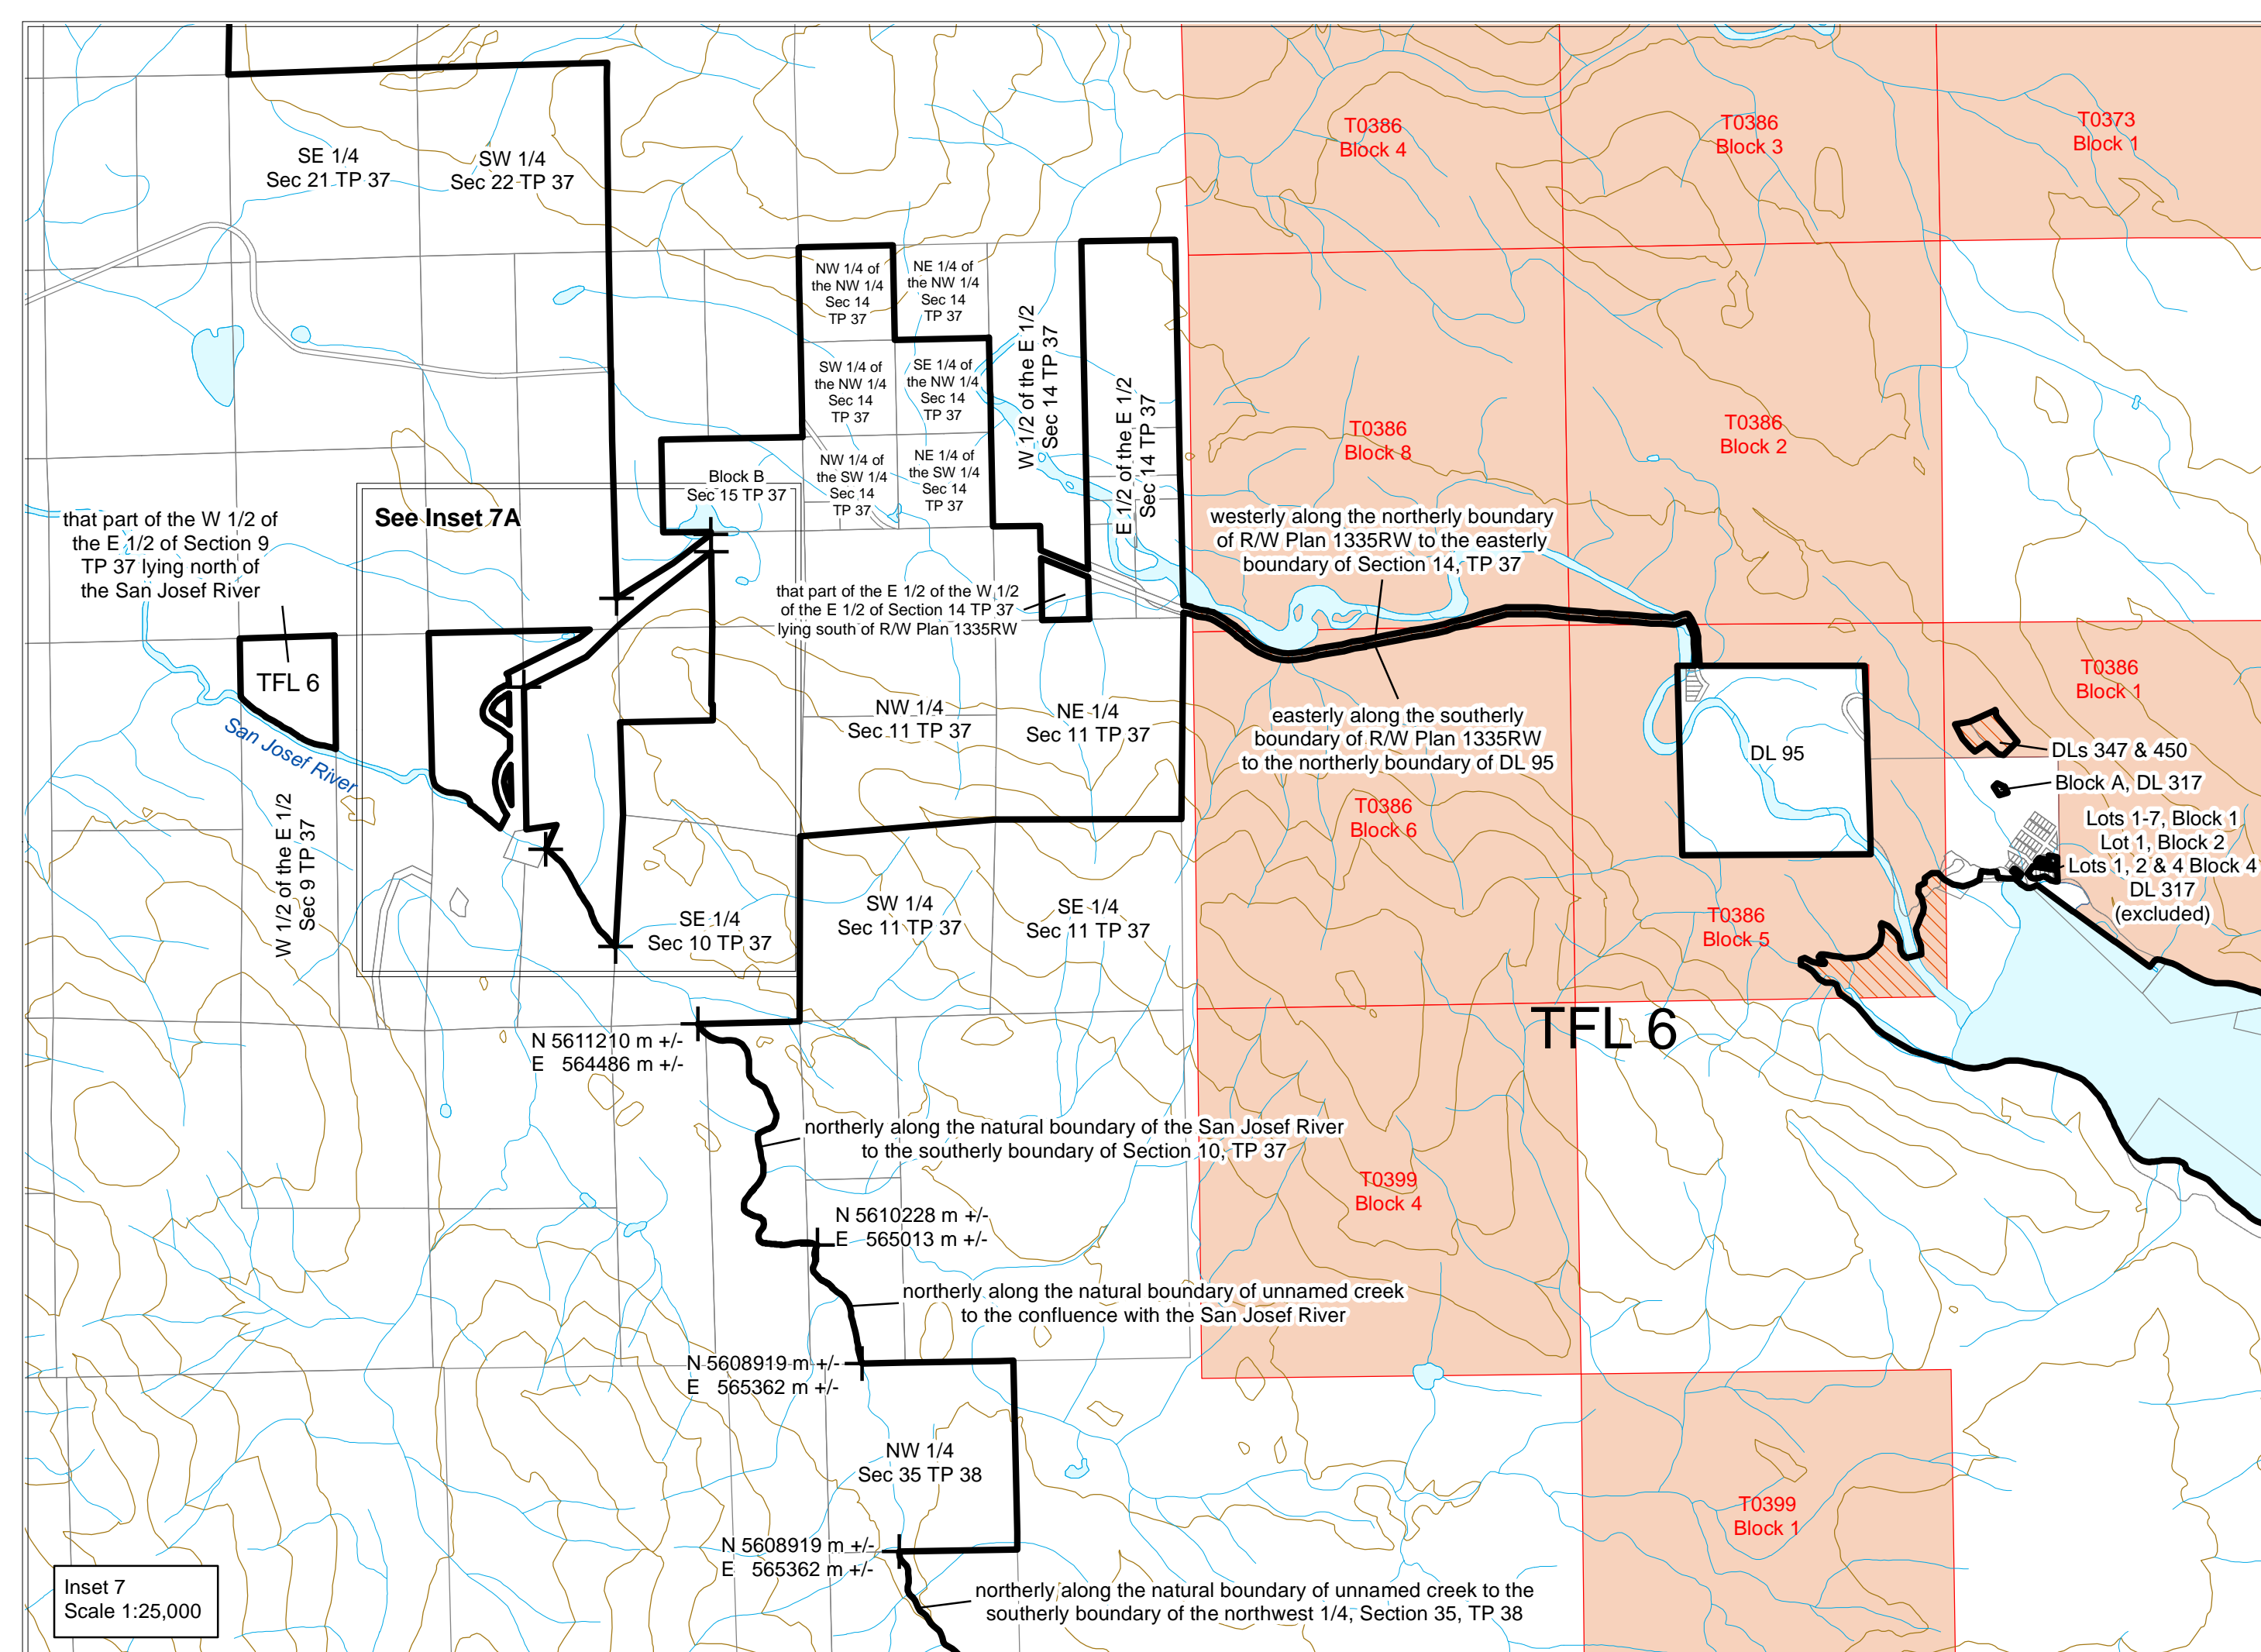 T0386
Block 4
T0386
Block 3
T0373
Block 1
SE 1/4
Sec 21 TP 37
SW 1/4
Sec 22 TP 37
NW 1/4 of
the NW 1/4
Sec 14
TP 37
NE 1/4 of
the NW 1/4
Sec 14
TP 37
SW 1/4 of
the NW 1/4
Sec 14
TP 37
SE 1/4 of
the NW 1/4
Sec 14
TP 37
W 1/2 of the E 1/2
Sec 14 TP 37
E 1/2 of the E 1/2
Sec 14 TP 37
T0386
Block 8
T0386
Block 2
Block B
Sec 15 TP 37
NW 1/4 of
the SW 1/4
Sec 14
TP 37
NE 1/4 of
the SW 1/4
Sec 14
TP 37
See Inset 7A
that part of the W 1/2 of
the E 1/2 of Section 9
TP 37 lying north of
the San Josef River
westerly along the northerly boundary
of R/W Plan 1335RW to the easterly
boundary of Section 14, TP 37
that part of the E 1/2 of the W 1/2
of the E 1/2 of Section 14 TP 37
lying south of R/W Plan 1335RW
TFL 6
San Josef River
NW 1/4
Sec 11 TP 37
NE 1/4
Sec 11 TP 37
easterly along the southerly
boundary of R/W Plan 1335RW
to the northerly boundary of DL 95
DL 95
T0386
Block 1
DLs 347 & 450
Block A, DL 317
Lots 1-7, Block 1
Lot 1, Block 2
Lots 1, 2 & 4 Block 4
DL 317
(excluded)
W 1/2 of the E 1/2
Sec 9 TP 37
T0386
Block 6
SE 1/4
Sec 10 TP 37
SW 1/4
Sec 11 TP 37
SE 1/4
Sec 11 TP 37
T0386
Block 5
TFL 6
N 5611210 m +/-
E 564486 m +/-
northerly along the natural boundary of the San Josef River
to the southerly boundary of Section 10, TP 37
T0399
Block 4
N 5610228 m +/-
E 565013 m +/-
northerly along the natural boundary of unnamed creek
to the confluence with the San Josef River
N 5608919 m +/-
E 565362 m +/-
NW 1/4
Sec 35 TP 38
T0399
Block 1
N 5608919 m +/-
E 565362 m +/-
northerly along the natural boundary of unnamed creek to the
southerly boundary of the northwest 1/4, Section 35, TP 38
Inset 7
Scale 1:25,000